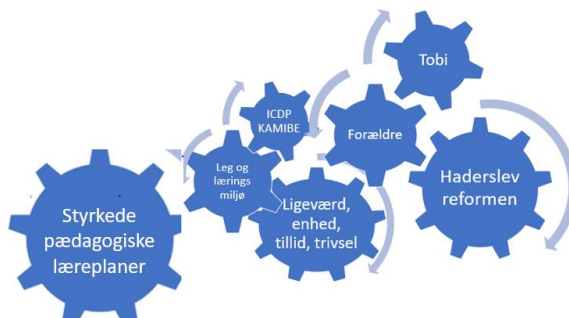 Tobi
ICDP
KAMIBE
Forældre
Leg og
lærings
miljø
Haderslev
reformen
Styrkede
pædagogiske
læreplaner
Ligeværd,
enhed,
tillid, trivsel